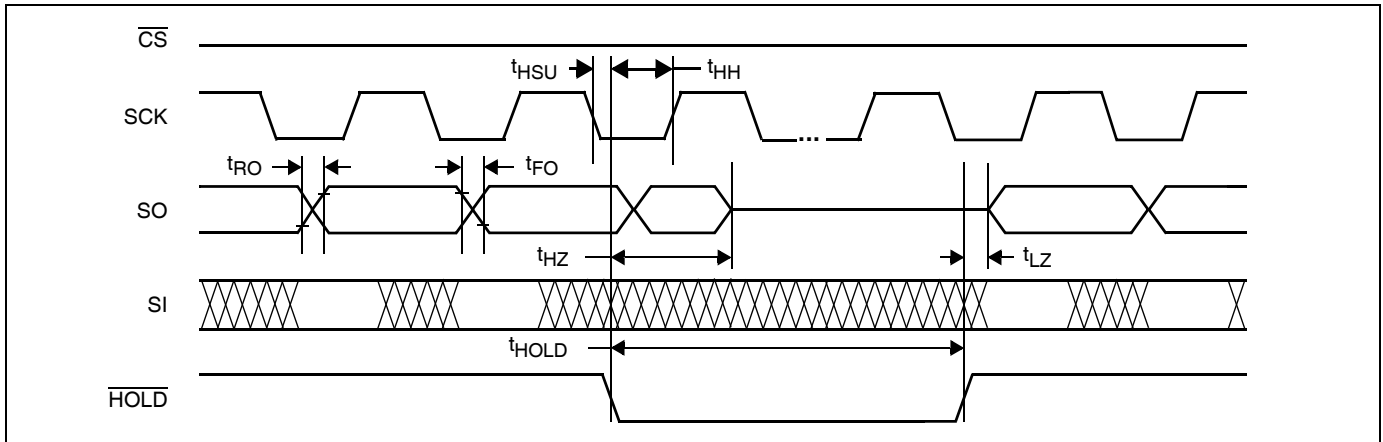 CS
tHSU
tHH
SCK
...
tRO
tFO
SO
tHZ
tLZ
SI
tHOLD
HOLD